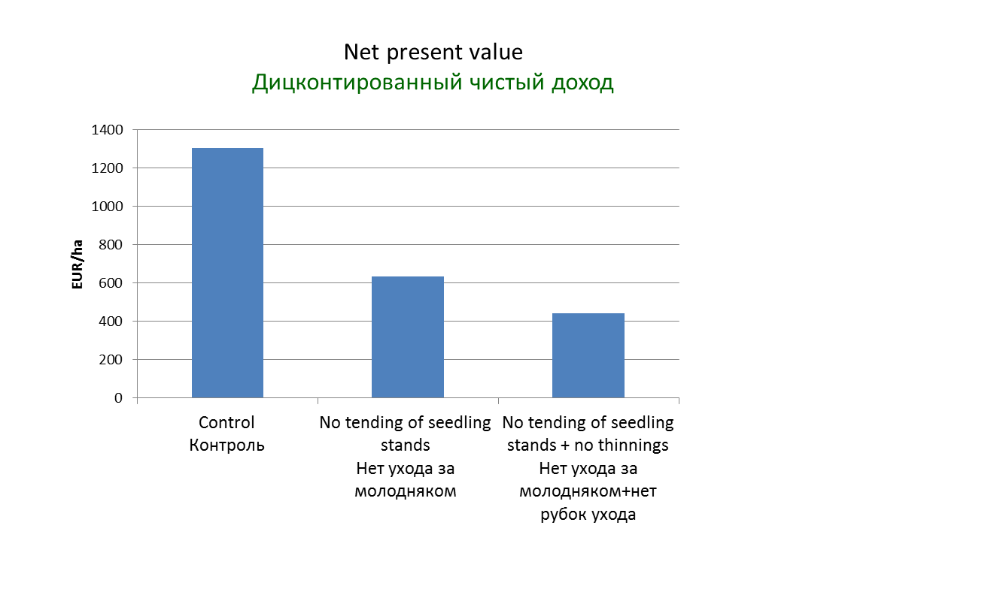 Net present value
Дицконтированный чистый доход
1400
1200
1000
800
600
400
200
0
EUR/ha
Control
Контроль
No tending of seedling
stands
Нет ухода за
молодняком
No tending of seedling
stands + no thinnings
Нет ухода за
молодняком+нет
рубок ухода